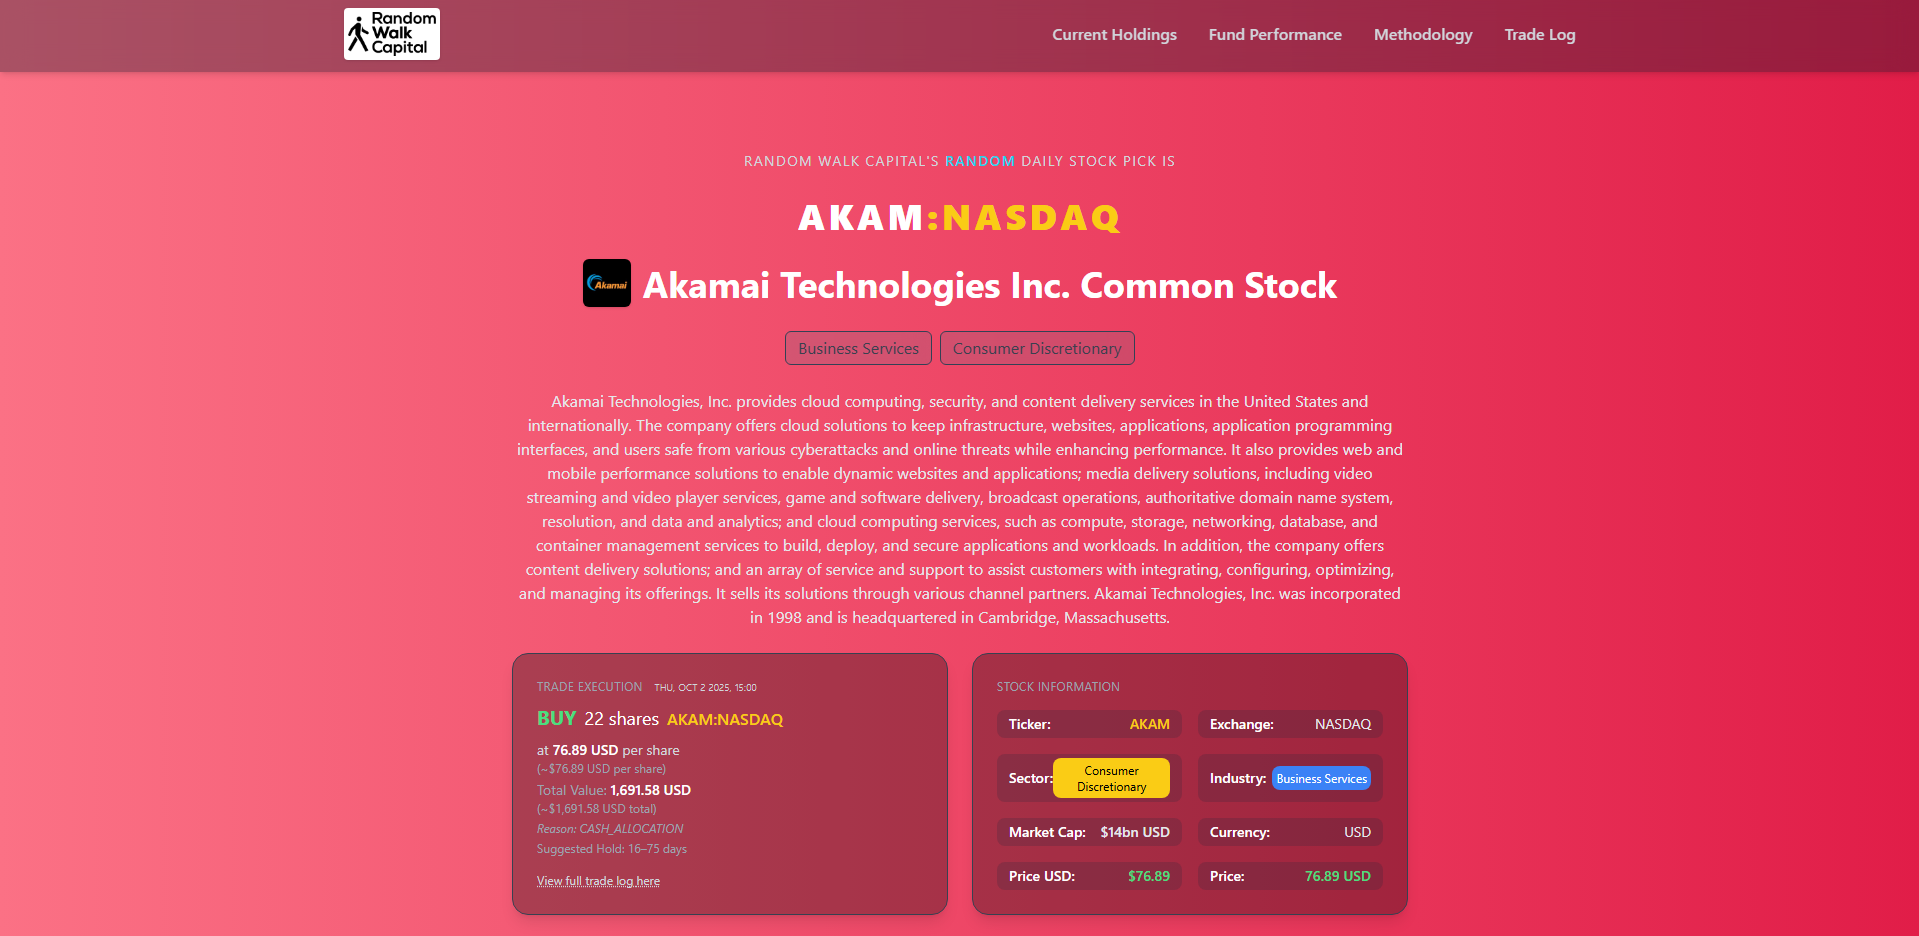 Random
Walk
Capital
Current Holdings
Fund Performance
Methodology
Trade Log
RANDOM WALK CAPITAL'S RANDOM DAILY STOCK PICK IS
AKAM:NASDAQ
Akamai
Akamai Technologies Inc. Common Stock
Business Services
Consumer Discretionary
Akamai Technologies, Inc. provides cloud computing, security, and content delivery services in the United States and
internationally. The company offers cloud solutions to keep infrastructure, websites, applications, application programming
interfaces, and users safe from various cyberattacks and online threats while enhancing performance. It also provides web and
mobile performance solutions to enable dynamic websites and applications; media delivery solutions, including video
streaming and video player services, game and software delivery, broadcast operations, authoritative domain name system,
resolution, and data and analytics; and cloud computing services, such as compute, storage, networking, database, and
container management services to build, deploy, and secure applications and workloads. In addition, the company offers
content delivery solutions; and an array of service and support to assist customers with integrating, configuring, optimizing,
and managing its offerings. It sells its solutions through various channel partners. Akamai Technologies, Inc. was incorporated
in 1998 and is headquartered in Cambridge, Massachusetts.
TRADE EXECUTION THU, OCT 2 2025, 15:00
BUY 22 shares AKAM:NASDAQ
at 76.89 USD per share
(~$76.89 USD per share)
Total Value: 1,691.58 USD
(~$1,691.58 USD total)
Reason: CASH_ALLOCATION
Suggested Hold: 16–75 days
View full trade log here
STOCK INFORMATION
Ticker: AKAM
Exchange: NASDAQ
Sector: Consumer
Discretionary
Industry: Business Services
Market Cap: $14bn USD
Currency: USD
Price USD: $76.89
Price: 76.89 USD